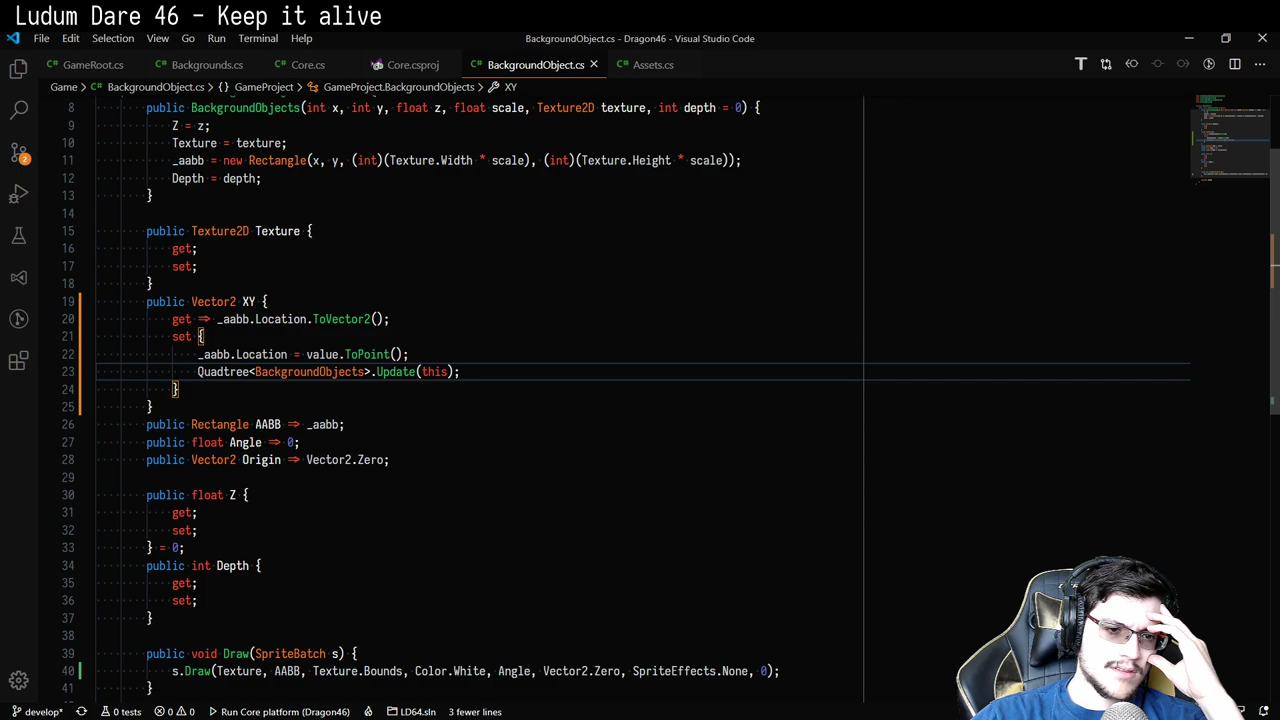 Ludum Dare 46 - Keep it alive
File Edit Selection View Go Run Terminal Help
BackgroundObject.cs - Dragon46 - Visual Studio Code
GameRoot.cs Backgrounds.cs Core.cs Core.csproj BackgroundObject.cs Assets.cs
Game > BackgroundObject.cs > {} GameProject > GameProject.BackgroundObjects > XY
8 public BackgroundObjects(int x, int y, float z, float scale, Texture2D texture, int depth = 0) {
9 Z = z;
10 Texture = texture;
11 _aabb = new Rectangle(x, y, (int)(Texture.Width * scale), (int)(Texture.Height * scale));
12 Depth = depth;
13 }
14
15 public Texture2D Texture {
16 get;
17 set;
18 }
19 public Vector2 XY {
20 get => _aabb.Location.ToVector2();
21 set {
22 _aabb.Location = value.ToPoint();
23 Quadtree<BackgroundObjects>.Update(this);
24 }
25 }
26 public Rectangle AABB => _aabb;
27 public float Angle => 0;
28 public Vector2 Origin => Vector2.Zero;
29
30 public float Z {
31 get;
32 set;
33 } = 0;
34 public int Depth {
35 get;
36 set;
37 }
38
39 public void Draw(SpriteBatch s) {
40 s.Draw(Texture, AABB, Texture.Bounds, Color.White, Angle, Vector2.Zero, SpriteEffects.None, 0);
41 }
2
develop* 0 tests 0 0 Run Core platform (Dragon46) LD64.sln 3 fewer lines